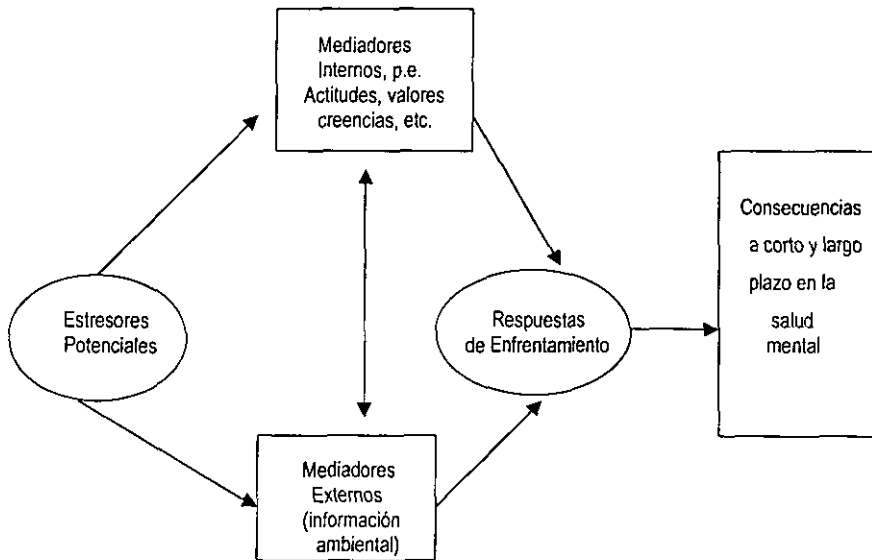 Mediadores
Internos, p.e.
Actitudes, valores
creencias, etc.
Estresores
Potenciales
Respuestas
de Enfrentamiento
Consecuencias
a corto y largo
plazo en la
salud
mental
Mediadores
Externos
(información
ambiental)